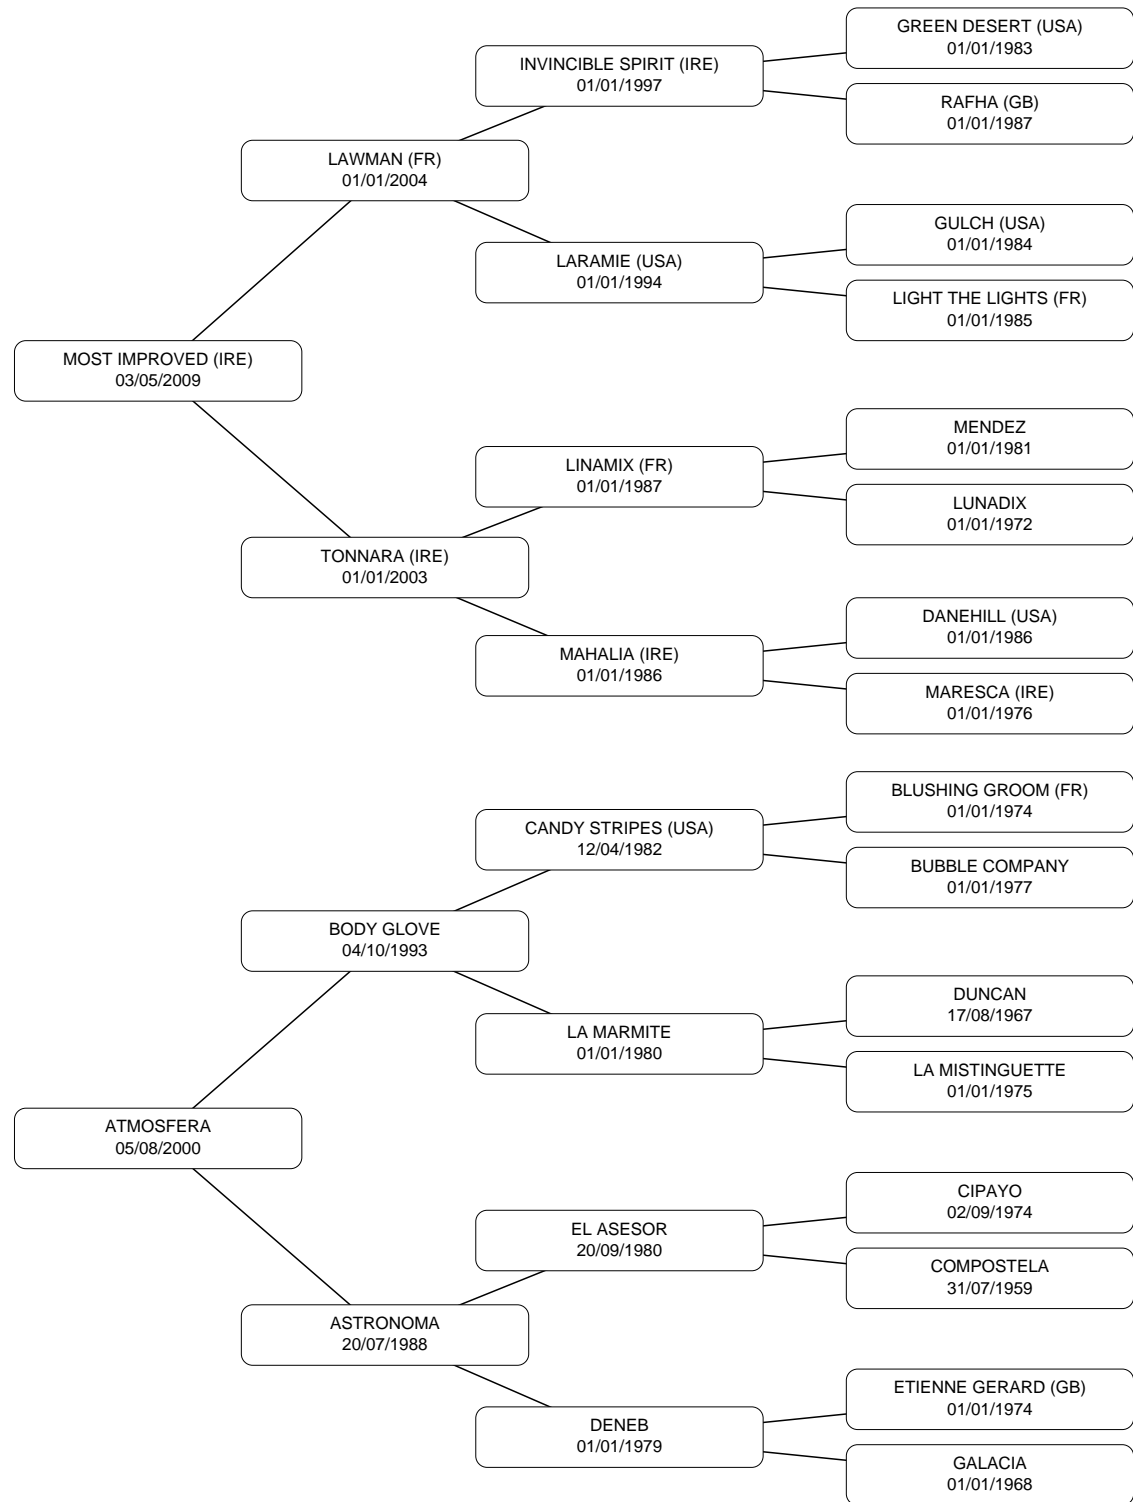 GREEN DESERT (USA)
01/01/1983
INVINCIBLE SPIRIT (IRE)
01/01/1997
RAFHA (GB)
01/01/1987
LAWMAN (FR)
01/01/2004
GULCH (USA)
01/01/1984
LARAMIE (USA)
01/01/1994
LIGHT THE LIGHTS (FR)
01/01/1985
MOST IMPROVED (IRE)
03/05/2009
MENDEZ
01/01/1981
LINAMIX (FR)
01/01/1987
LUNADIX
01/01/1972
TONNARA (IRE)
01/01/2003
DANEHILL (USA)
01/01/1986
MAHALIA (IRE)
01/01/1986
MARESCA (IRE)
01/01/1976
BLUSHING GROOM (FR)
01/01/1974
CANDY STRIPES (USA)
12/04/1982
BUBBLE COMPANY
01/01/1977
BODY GLOVE
04/10/1993
DUNCAN
17/08/1967
LA MARMITE
01/01/1980
LA MISTINGUETTE
01/01/1975
ATMOSFERA
05/08/2000
CIPAYO
02/09/1974
EL ASESOR
20/09/1980
COMPOSTELA
31/07/1959
ASTRONOMA
20/07/1988
ETIENNE GERARD (GB)
01/01/1974
DENEB
01/01/1979
GALACIA
01/01/1968